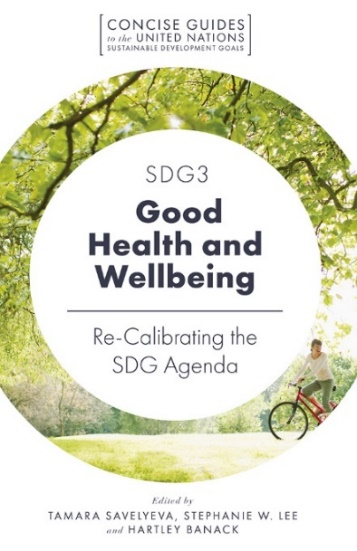 CONCISE GUIDES
to the UNITED NATIONS
SUSTAINABLE DEVELOPMENT GOALS
SDG3
Good
Health and
Wellbeing
Re-Calibrating the
SDG Agenda
Edited by
TAMARA SAVELYEVA, STEPHANIE W. LEE
and HARTLEY BANACK